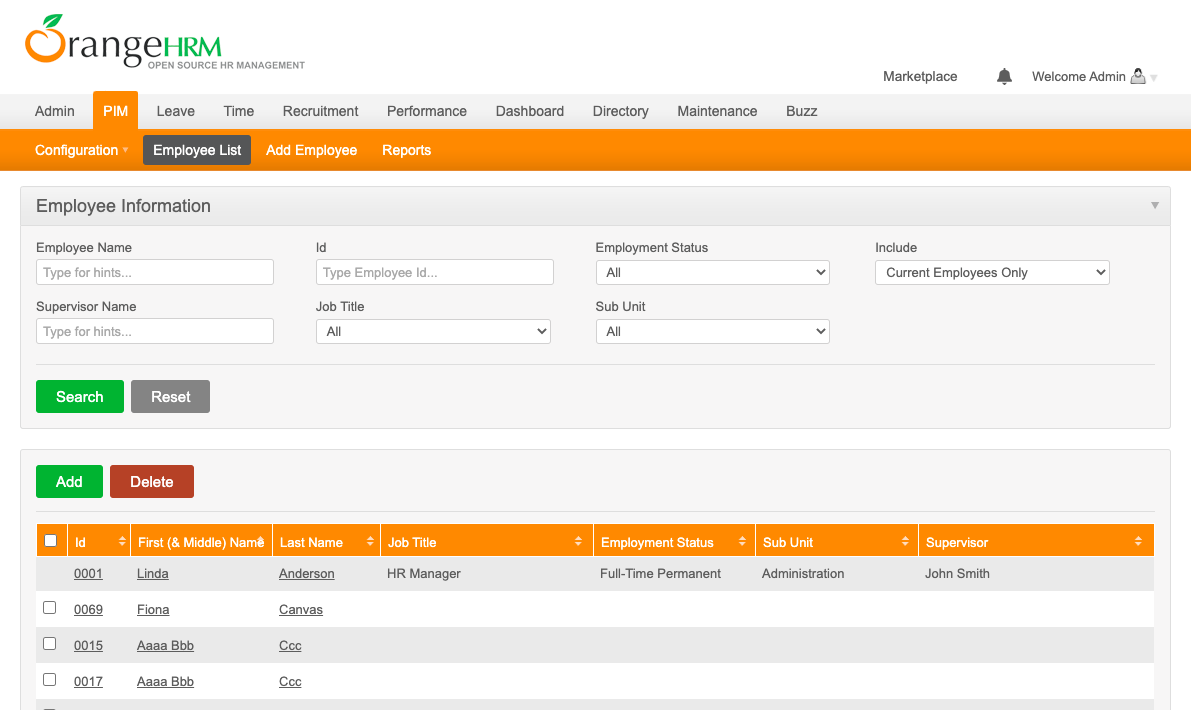 OrangeHRM
OPEN SOURCE HR MANAGEMENT
Marketplace Welcome Admin
Admin PIM Leave Time Recruitment Performance Dashboard Directory Maintenance Buzz
Configuration Employee List Add Employee Reports
Employee Information
Employee Name Id Employment Status Include
Type for hints... Type Employee Id... All Current Employees Only
Supervisor Name Job Title Sub Unit
Type for hints... All All
Search Reset
Add Delete
Id First (& Middle) Name Last Name Job Title Employment Status Sub Unit Supervisor
0001 Linda Anderson HR Manager Full-Time Permanent Administration John Smith
0069 Fiona Canvas
0015 Aaaa Bbb Ccc
0017 Aaaa Bbb Ccc